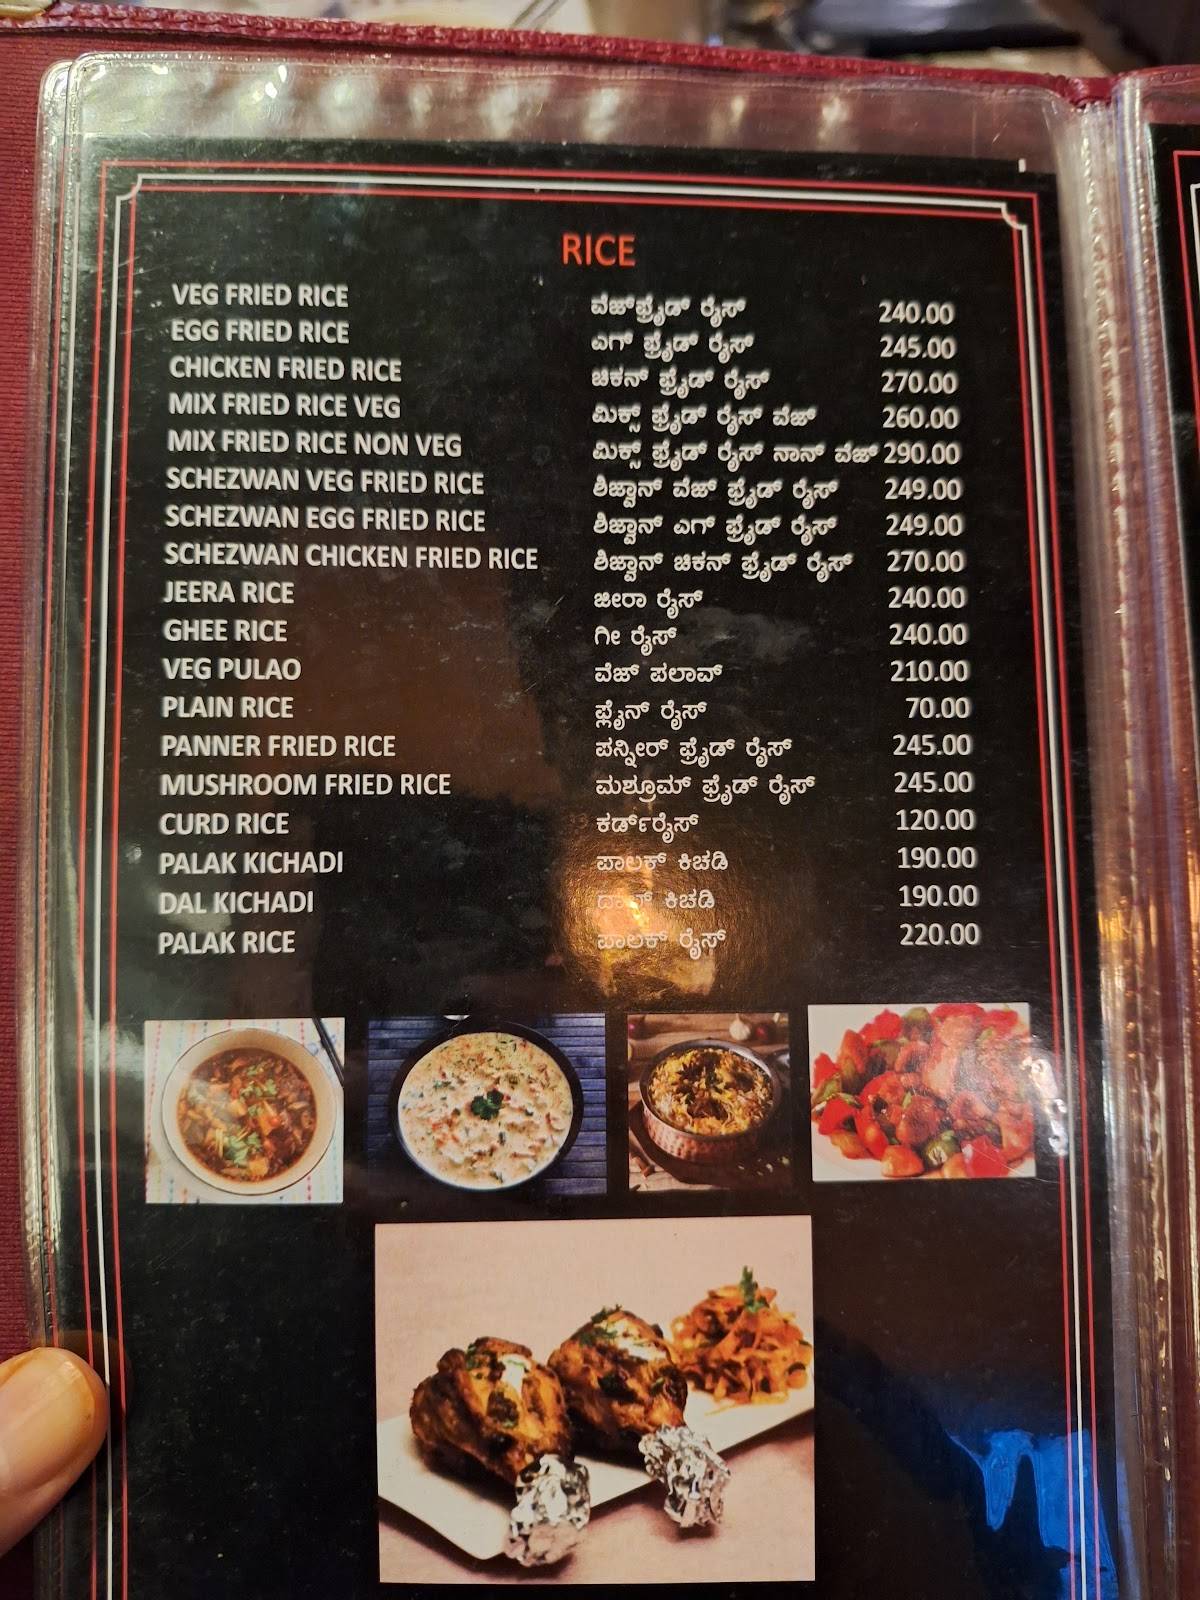 RICE
VEG FRIED RICE ವೆಜ್‌ಫ್ರೈಡ್ ರೈಸ್ 240.00
EGG FRIED RICE ಎಗ್ ಫ್ರೈಡ್ ರೈಸ್ 245.00
CHICKEN FRIED RICE ಚಿಕನ್ ಫ್ರೈಡ್ ರೈಸ್ 270.00
MIX FRIED RICE VEG ಮಿಕ್ಸ್ ಫ್ರೈಡ್ ರೈಸ್ ವೆಜ್ 260.00
MIX FRIED RICE NON VEG ಮಿಕ್ಸ್ ಫ್ರೈಡ್ ರೈಸ್ ನಾನ್ ವೆಜ್ 290.00
SCHEZWAN VEG FRIED RICE ಶಿಜ್ವಾನ್ ವೆಜ್ ಫ್ರೈಡ್ ರೈಸ್ 249.00
SCHEZWAN EGG FRIED RICE ಶಿಜ್ವಾನ್ ಎಗ್ ಫ್ರೈಡ್ ರೈಸ್ 249.00
SCHEZWAN CHICKEN FRIED RICE ಶಿಜ್ವಾನ್ ಚಿಕನ್ ಫ್ರೈಡ್ ರೈಸ್ 270.00
JEERA RICE ಜೀರಾ ರೈಸ್ 240.00
GHEE RICE ಗೀ ರೈಸ್ 240.00
VEG PULAO ವೆಜ್ ಪಲಾವ್ 210.00
PLAIN RICE ಪ್ಲೈನ್ ರೈಸ್ 70.00
PANNER FRIED RICE ಪನ್ನೀರ್ ಫ್ರೈಡ್ ರೈಸ್ 245.00
MUSHROOM FRIED RICE ಮಶ್ರೂಮ್ ಫ್ರೈಡ್ ರೈಸ್ 245.00
CURD RICE ಕರ್ಡ್‌ರೈಸ್ 120.00
PALAK KICHADI ಪಾಲಕ್ ಕಿಚಡಿ 190.00
DAL KICHADI ದಾಲ್ ಕಿಚಡಿ 190.00
PALAK RICE ಪಾಲಕ್ ರೈಸ್ 220.00